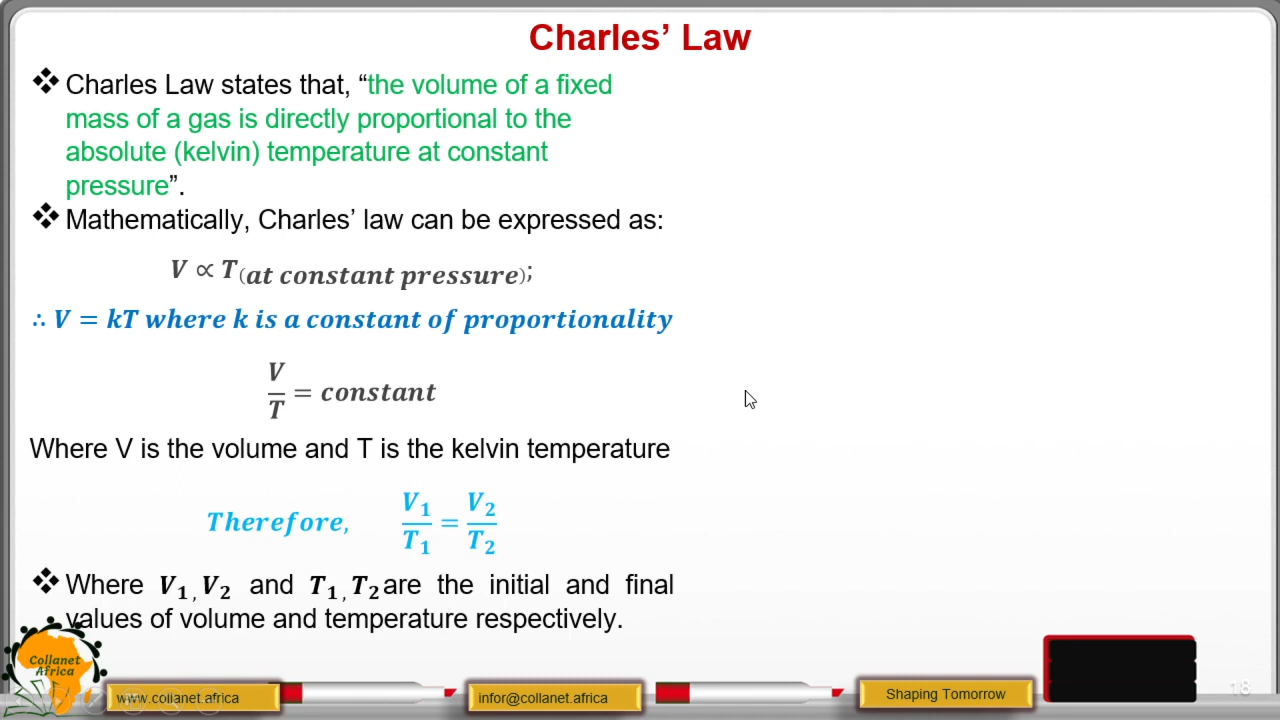 Charles’ Law
❖ Charles Law states that, “the volume of a fixed
mass of a gas is directly proportional to the
absolute (kelvin) temperature at constant
pressure”.
❖ Mathematically, Charles’ law can be expressed as:
V ∝ T(at constant pressure);
∴ V = kT where k is a constant of proportionality
V/T = constant
Where V is the volume and T is the kelvin temperature
Therefore, V₁/T₁ = V₂/T₂
❖ Where V₁, V₂ and T₁, T₂ are the initial and final
values of volume and temperature respectively.
Collanet
Africa
www.collanet.africa
infor@collanet.africa
Shaping Tomorrow
18